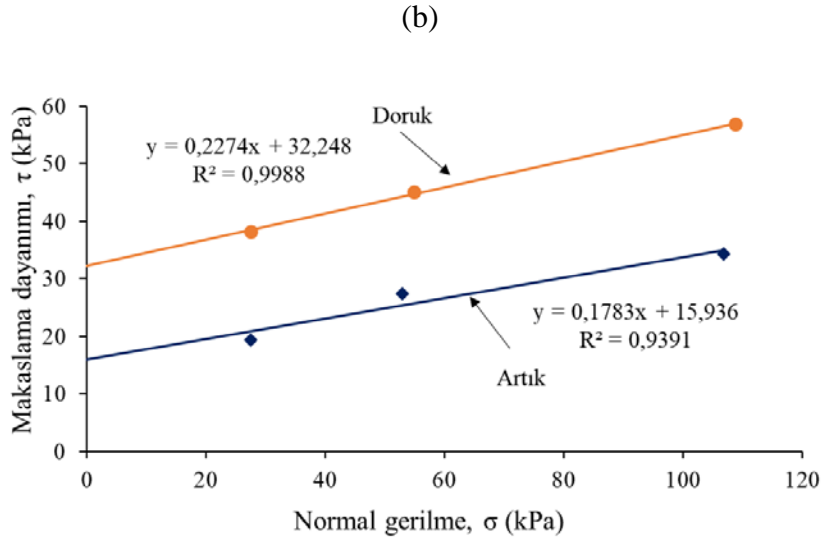 (b)
Makaslama dayanımı, τ (kPa)
60
50
40
30
20
10
0
y = 0,2274x + 32,248
R² = 0,9988
Doruk
y = 0,1783x + 15,936
R² = 0,9391
Artık
0 20 40 60 80 100 120
Normal gerilme, σ (kPa)